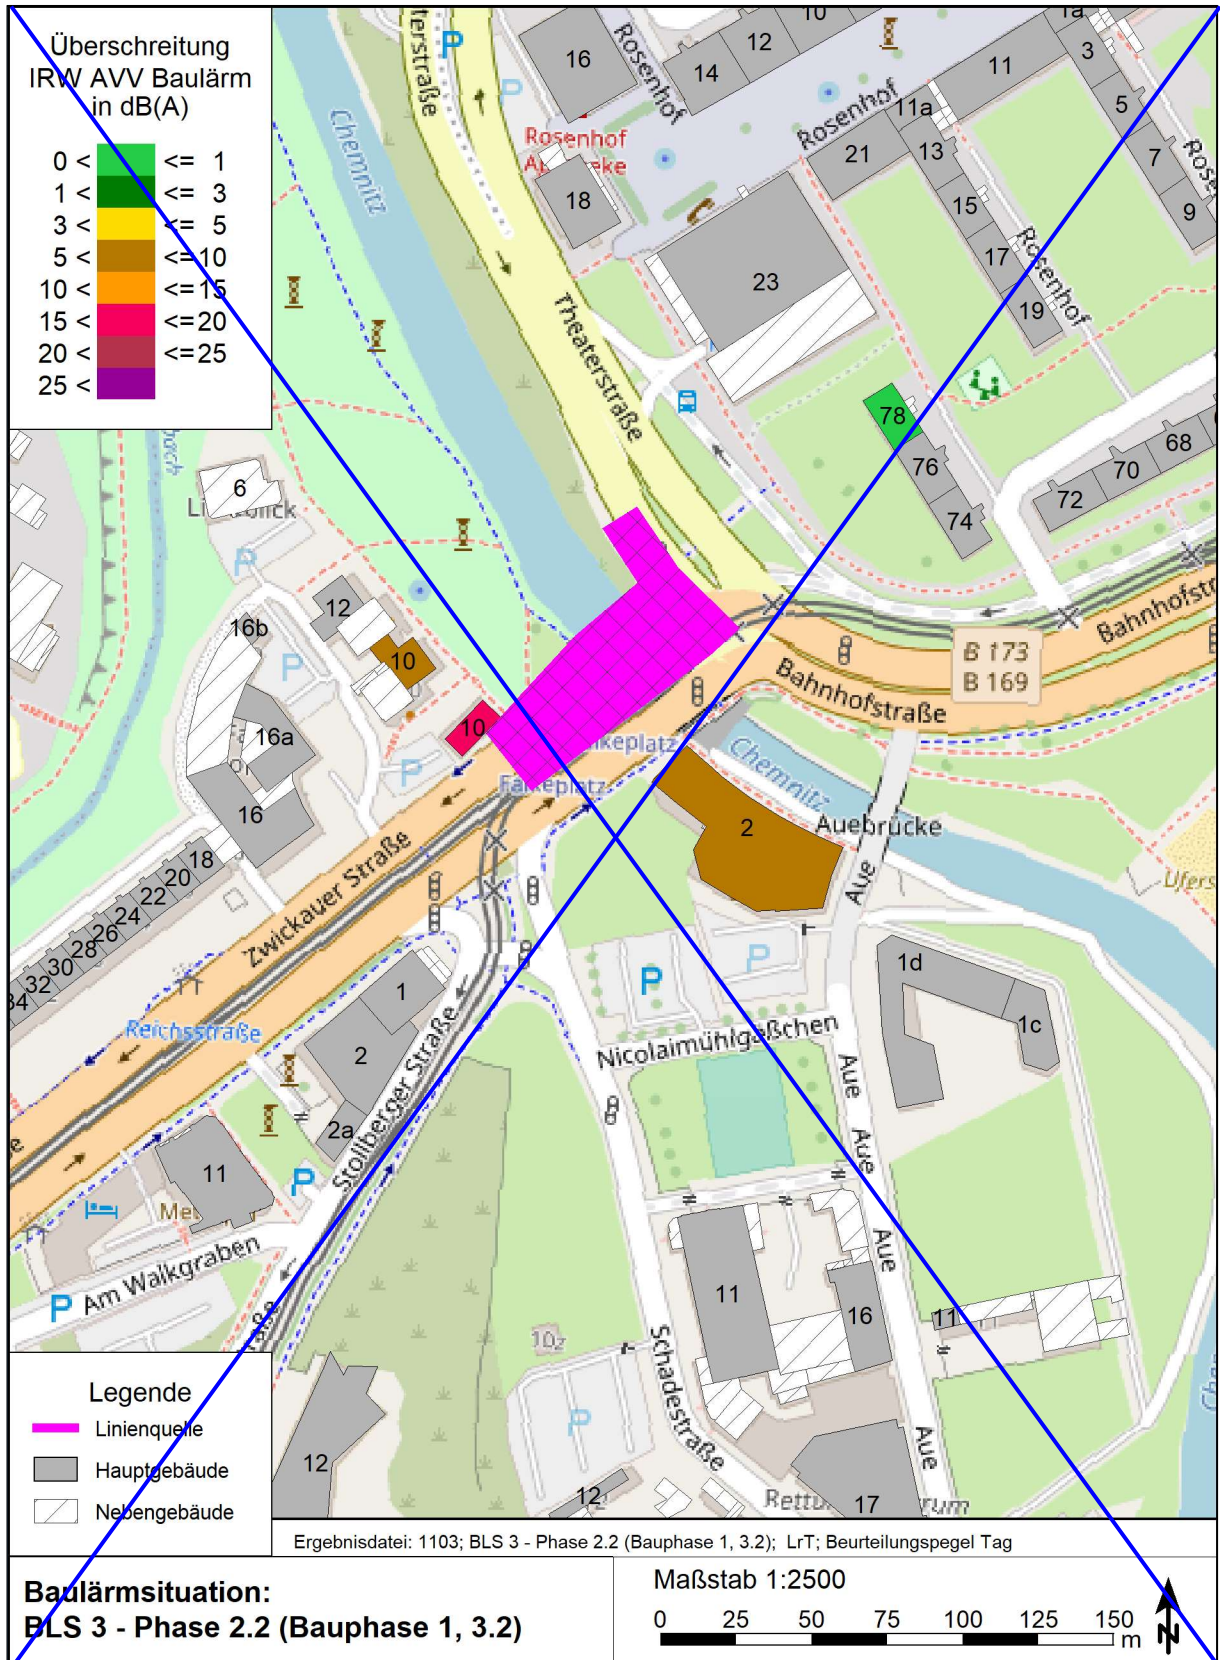 Überschreitung
IRW AVV Baulärm
in dB(A)
0 < <= 1
1 < <= 3
3 < <= 5
5 < <= 10
10 < <= 15
15 < <= 20
20 < <= 25
25 <
Chemnitz
P
P
16
Rosenhof
14
12
10
11
1a
3
5
7
9
Rosenhof
11a
13
21
15
17
19
Rosenhof
Rosenhof
18
23
Theaterstraße
78
76
74
72
70
68
6
P
12
10
16b
P
16a
16
10
P
B 173
B 169
Bahnhofstraße
Chemnitz
Auebrücke
2
Aue
Zwickauer Straße
18
20
22
24
26
28
30
32
34
Reichsstraße
1
2
2a
Stollberger Straße
P
P
1d
1c
Nicolaimühlgäßchen
Aue
Aue
11
P
P
Am Walkgraben
11
16
Aue
11
10z
Schadestraße
P
12
12
17
Aue
Legende
Linienquelle
Hauptgebäude
Nebengebäude
Ergebnisdatei: 1103; BLS 3 - Phase 2.2 (Bauphase 1, 3.2); LrT; Beurteilungspegel Tag
Baulärmsituation:
BLS 3 - Phase 2.2 (Bauphase 1, 3.2)
Maßstab 1:2500
0 25 50 75 100 125 150
m
N